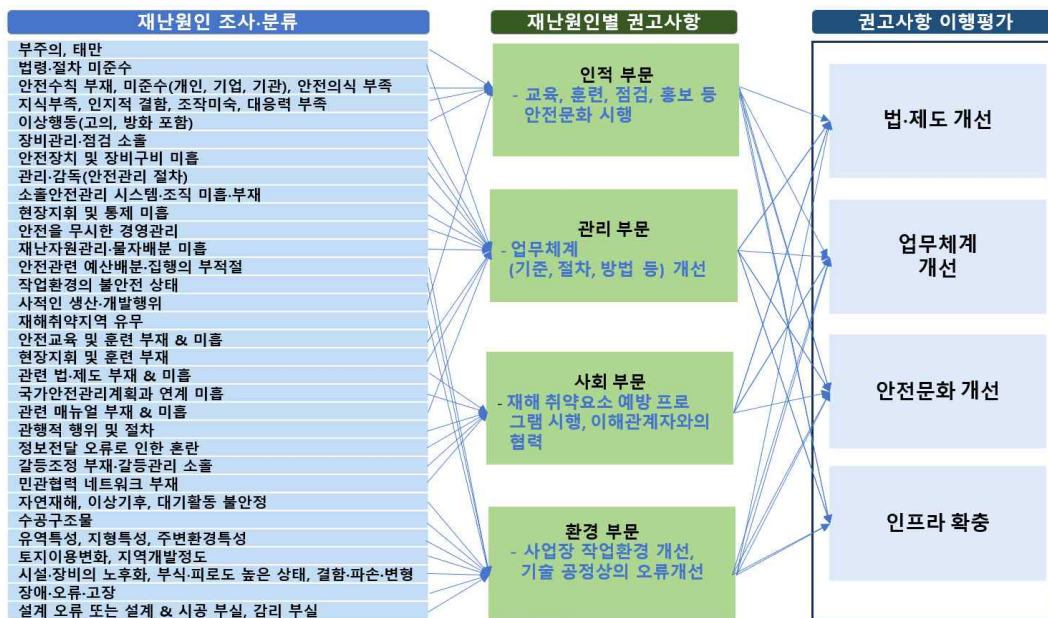 재난원인 조사·분류
부주의, 태만
법령·절차 미준수
안전수칙 부재, 미준수(개인, 기업, 기관), 안전의식 부족
지식부족, 인지적 결함, 조작미숙, 대응력 부족
이상행동(고의, 방화 포함)
장비관리·점검 소홀
안전장치 및 장비구비 미흡
관리·감독(안전관리 절차)
소홀안전관리 시스템·조직 미흡·부재
현장지휘 및 통제 미흡
안전을 무시한 경영관리
재난자원관리·물자배분 미흡
안전관련 예산배분·집행의 부적절
작업환경의 불안전 상태
사적인 생산·개발행위
재해취약지역 유무
안전교육 및 훈련 부재 & 미흡
현장지휘 및 훈련 부재
관련 법·제도 부재 & 미흡
국가안전관리계획과 연계 미흡
관련 매뉴얼 부재 & 미흡
관행적 행위 및 절차
정보전달 오류로 인한 혼란
갈등조정 부재·갈등관리 소홀
민관협력 네트워크 부재
자연재해, 이상기후, 대기활동 불안정
수공구조물
유역특성, 지형특성, 주변환경특성
토지이용변화, 지역개발정도
시설·장비의 노후화, 부식·피로도 높은 상태, 결함·파손·변형
장애·오류·고장
설계 오류 또는 설계 & 시공 부실, 감리 부실
재난원인별 권고사항
인적 부문
- 교육, 훈련, 점검, 홍보 등
안전문화 시행
관리 부문
- 업무체계
(기준, 절차, 방법 등) 개선
사회 부문
- 재해 취약요소 예방 프로
그램 시행, 이해관계자와의
협력
환경 부문
- 사업장 작업환경 개선,
기술 공정상의 오류개선
권고사항 이행평가
법·제도 개선
업무체계
개선
안전문화 개선
인프라 확충